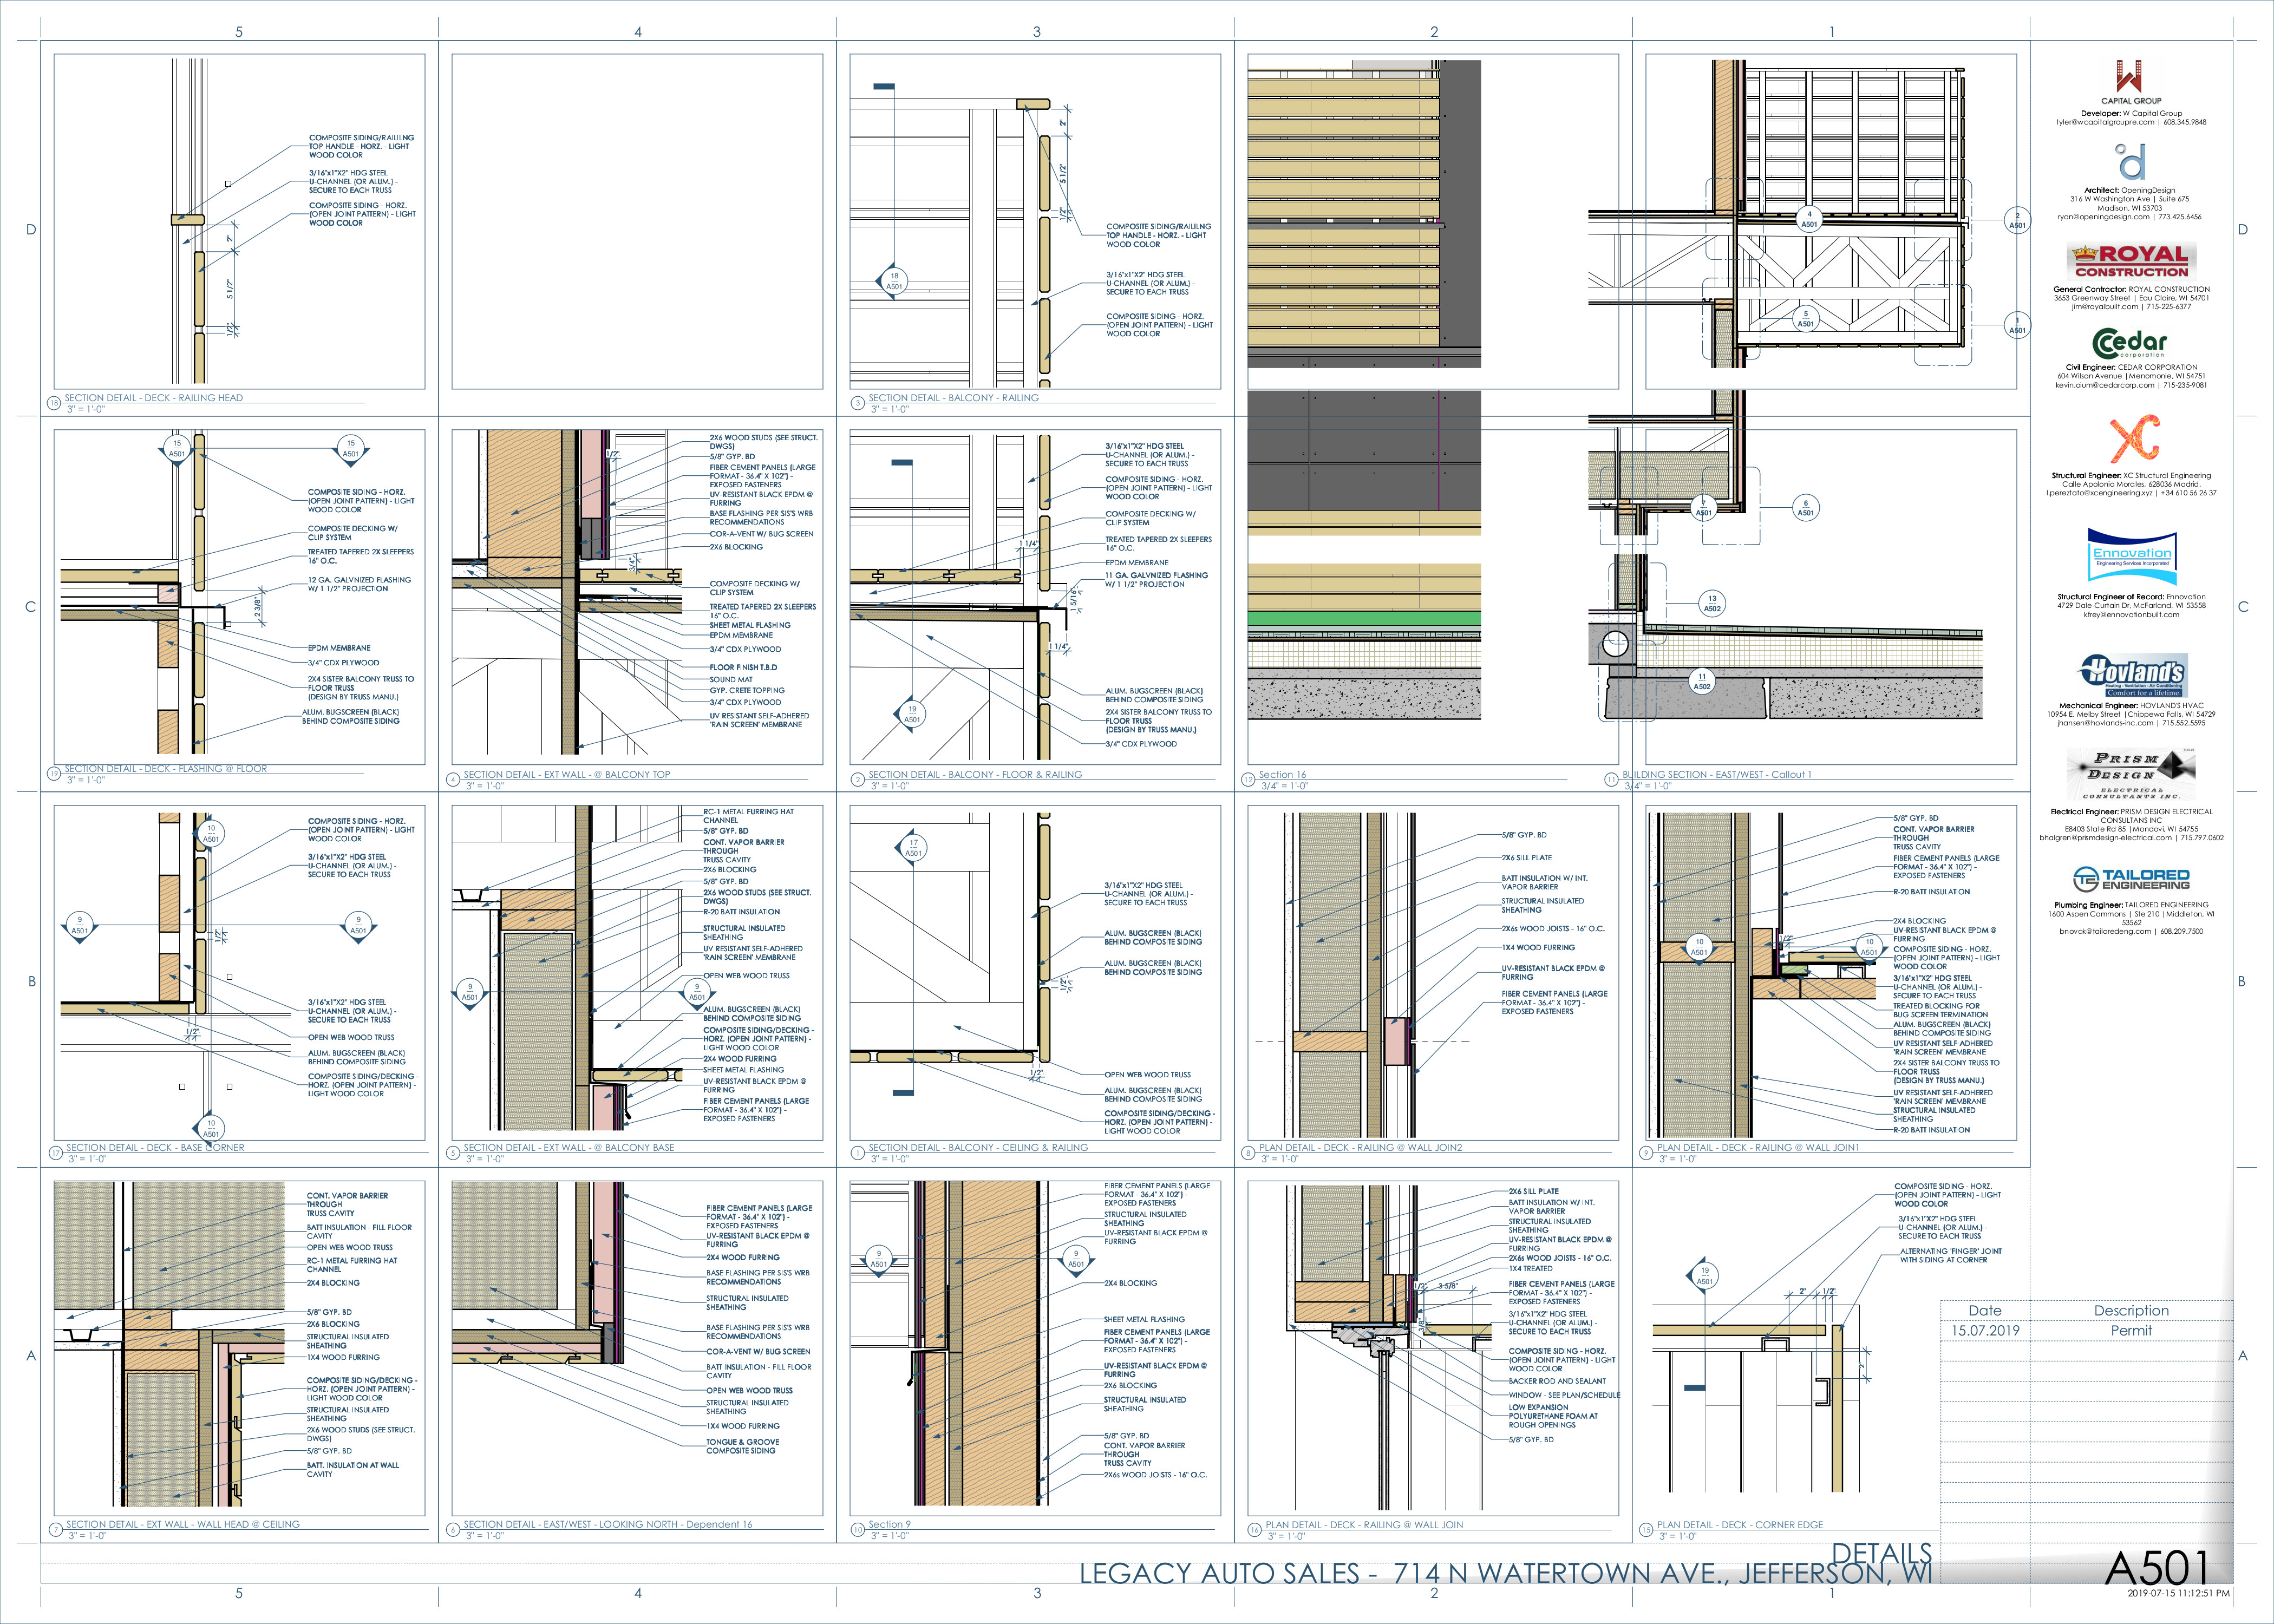 5
4
3
2
1
D
C
B
A
COMPOSITE SIDING/RAILILNG
TOP HANDLE - HORZ. - LIGHT
WOOD COLOR
3/16"x1"X2" HDG STEEL
U-CHANNEL (OR ALUM.) -
SECURE TO EACH TRUSS
COMPOSITE SIDING - HORZ.
(OPEN JOINT PATTERN) - LIGHT
WOOD COLOR
2"
5 1/2"
1/2"
18
SECTION DETAIL - DECK - RAILING HEAD
3" = 1'-0"
18
A501
2"
5 1/2"
1/2"
COMPOSITE SIDING/RAILILNG
TOP HANDLE - HORZ. - LIGHT
WOOD COLOR
3/16"x1"X2" HDG STEEL
U-CHANNEL (OR ALUM.) -
SECURE TO EACH TRUSS
COMPOSITE SIDING - HORZ.
(OPEN JOINT PATTERN) - LIGHT
WOOD COLOR
3
SECTION DETAIL - BALCONY - RAILING
3" = 1'-0"
4
A501
2
A501
5
A501
1
A501
15
A501
15
A501
COMPOSITE SIDING - HORZ.
(OPEN JOINT PATTERN) - LIGHT
WOOD COLOR
COMPOSITE DECKING W/
CLIP SYSTEM
TREATED TAPERED 2X SLEEPERS
16" O.C.
12 GA. GALVNIZED FLASHING
W/ 1 1/2" PROJECTION
2 3/8"
EPDM MEMBRANE
3/4" CDX PLYWOOD
2X4 SISTER BALCONY TRUSS TO
FLOOR TRUSS
(DESIGN BY TRUSS MANU.)
ALUM. BUGSCREEN (BLACK)
BEHIND COMPOSITE SIDING
19
SECTION DETAIL - DECK - FLASHING @ FLOOR
3" = 1'-0"
2X6 WOOD STUDS (SEE STRUCT.
DWGS)
5/8" GYP. BD
FIBER CEMENT PANELS (LARGE
FORMAT - 36.4" X 102") -
EXPOSED FASTENERS
UV-RESISTANT BLACK EPDM @
FURRING
BASE FLASHING PER SIS'S WRB
RECOMMENDATIONS
COR-A-VENT W/ BUG SCREEN
2X6 BLOCKING
1/2"
3/4"
COMPOSITE DECKING W/
CLIP SYSTEM
TREATED TAPERED 2X SLEEPERS
16" O.C.
SHEET METAL FLASHING
EPDM MEMBRANE
3/4" CDX PLYWOOD
FLOOR FINISH T.B.D
SOUND MAT
GYP. CRETE TOPPING
3/4" CDX PLYWOOD
UV RESISTANT SELF-ADHERED
'RAIN SCREEN' MEMBRANE
4
SECTION DETAIL - EXT WALL - @ BALCONY TOP
3" = 1'-0"
3/16"x1"X2" HDG STEEL
U-CHANNEL (OR ALUM.) -
SECURE TO EACH TRUSS
COMPOSITE SIDING - HORZ.
(OPEN JOINT PATTERN) - LIGHT
WOOD COLOR
COMPOSITE DECKING W/
CLIP SYSTEM
TREATED TAPERED 2X SLEEPERS
16" O.C.
EPDM MEMBRANE
11 GA. GALVNIZED FLASHING
W/ 1 1/2" PROJECTION
1 1/4"
1 5/16"
1 1/4"
19
A501
ALUM. BUGSCREEN (BLACK)
BEHIND COMPOSITE SIDING
2X4 SISTER BALCONY TRUSS TO
FLOOR TRUSS
(DESIGN BY TRUSS MANU.)
3/4" CDX PLYWOOD
2
SECTION DETAIL - BALCONY - FLOOR & RAILING
3" = 1'-0"
12
Section 16
3/4" = 1'-0"
7
A501
6
A501
13
A502
11
A502
11
BUILDING SECTION - EAST/WEST - Callout 1
3/4" = 1'-0"
10
A501
9
A501
9
A501
10
A501
COMPOSITE SIDING - HORZ.
(OPEN JOINT PATTERN) - LIGHT
WOOD COLOR
3/16"x1"X2" HDG STEEL
U-CHANNEL (OR ALUM.) -
SECURE TO EACH TRUSS
1/2"
1/2"
3/16"x1"X2" HDG STEEL
U-CHANNEL (OR ALUM.) -
SECURE TO EACH TRUSS
OPEN WEB WOOD TRUSS
ALUM. BUGSCREEN (BLACK)
BEHIND COMPOSITE SIDING
COMPOSITE SIDING/DECKING -
HORZ. (OPEN JOINT PATTERN) -
LIGHT WOOD COLOR
17
SECTION DETAIL - DECK - BASE CORNER
3" = 1'-0"
RC-1 METAL FURRING HAT
CHANNEL
5/8" GYP. BD
CONT. VAPOR BARRIER
THROUGH
TRUSS CAVITY
2X6 BLOCKING
5/8" GYP. BD
2X6 WOOD STUDS (SEE STRUCT.
DWGS)
R-20 BATT INSULATION
STRUCTURAL INSULATED
SHEATHING
UV RESISTANT SELF-ADHERED
'RAIN SCREEN' MEMBRANE
OPEN WEB WOOD TRUSS
9
A501
9
A501
ALUM. BUGSCREEN (BLACK)
BEHIND COMPOSITE SIDING
COMPOSITE SIDING/DECKING -
HORZ. (OPEN JOINT PATTERN) -
LIGHT WOOD COLOR
2X4 WOOD FURRING
SHEET METAL FLASHING
UV-RESISTANT BLACK EPDM @
FURRING
FIBER CEMENT PANELS (LARGE
FORMAT - 36.4" X 102") -
EXPOSED FASTENERS
5
SECTION DETAIL - EXT WALL - @ BALCONY BASE
3" = 1'-0"
17
A501
3/16"x1"X2" HDG STEEL
U-CHANNEL (OR ALUM.) -
SECURE TO EACH TRUSS
ALUM. BUGSCREEN (BLACK)
BEHIND COMPOSITE SIDING
ALUM. BUGSCREEN (BLACK)
BEHIND COMPOSITE SIDING
1/2"
1/2"
OPEN WEB WOOD TRUSS
ALUM. BUGSCREEN (BLACK)
BEHIND COMPOSITE SIDING
COMPOSITE SIDING/DECKING -
HORZ. (OPEN JOINT PATTERN) -
LIGHT WOOD COLOR
1
SECTION DETAIL - BALCONY - CEILING & RAILING
3" = 1'-0"
5/8" GYP. BD
2X6 SILL PLATE
BATT INSULATION W/ INT.
VAPOR BARRIER
STRUCTURAL INSULATED
SHEATHING
2X6s WOOD JOISTS - 16" O.C.
1X4 WOOD FURRING
UV-RESISTANT BLACK EPDM @
FURRING
FIBER CEMENT PANELS (LARGE
FORMAT - 36.4" X 102") -
EXPOSED FASTENERS
8
PLAN DETAIL - DECK - RAILING @ WALL JOIN2
3" = 1'-0"
5/8" GYP. BD
CONT. VAPOR BARRIER
THROUGH
TRUSS CAVITY
FIBER CEMENT PANELS (LARGE
FORMAT - 36.4" X 102") -
EXPOSED FASTENERS
R-20 BATT INSULATION
2X4 BLOCKING
UV-RESISTANT BLACK EPDM @
FURRING
COMPOSITE SIDING - HORZ.
(OPEN JOINT PATTERN) - LIGHT
WOOD COLOR
3/16"x1"X2" HDG STEEL
U-CHANNEL (OR ALUM.) -
SECURE TO EACH TRUSS
TREATED BLOCKING FOR
BUG SCREEN TERMINATION
ALUM. BUGSCREEN (BLACK)
BEHIND COMPOSITE SIDING
UV RESISTANT SELF-ADHERED
'RAIN SCREEN' MEMBRANE
2X4 SISTER BALCONY TRUSS TO
FLOOR TRUSS
(DESIGN BY TRUSS MANU.)
UV RESISTANT SELF-ADHERED
'RAIN SCREEN' MEMBRANE
STRUCTURAL INSULATED
SHEATHING
R-20 BATT INSULATION
10
A501
10
A501
1/2"
9
PLAN DETAIL - DECK - RAILING @ WALL JOIN1
3" = 1'-0"
CONT. VAPOR BARRIER
THROUGH
TRUSS CAVITY
BATT INSULATION - FILL FLOOR
CAVITY
OPEN WEB WOOD TRUSS
RC-1 METAL FURRING HAT
CHANNEL
2X4 BLOCKING
5/8" GYP. BD
2X6 BLOCKING
STRUCTURAL INSULATED
SHEATHING
1X4 WOOD FURRING
COMPOSITE SIDING/DECKING -
HORZ. (OPEN JOINT PATTERN) -
LIGHT WOOD COLOR
STRUCTURAL INSULATED
SHEATHING
2X6 WOOD STUDS (SEE STRUCT.
DWGS)
5/8" GYP. BD
BATT. INSULATION AT WALL
CAVITY
7
SECTION DETAIL - EXT WALL - WALL HEAD @ CEILING
3" = 1'-0"
FIBER CEMENT PANELS (LARGE
FORMAT - 36.4" X 102") -
EXPOSED FASTENERS
UV-RESISTANT BLACK EPDM @
FURRING
2X4 WOOD FURRING
BASE FLASHING PER SIS'S WRB
RECOMMENDATIONS
STRUCTURAL INSULATED
SHEATHING
BASE FLASHING PER SIS'S WRB
RECOMMENDATIONS
COR-A-VENT W/ BUG SCREEN
BATT INSULATION - FILL FLOOR
CAVITY
OPEN WEB WOOD TRUSS
STRUCTURAL INSULATED
SHEATHING
1X4 WOOD FURRING
TONGUE & GROOVE
COMPOSITE SIDING
6
SECTION DETAIL - EAST/WEST - LOOKING NORTH - Dependent 16
3" = 1'-0"
FIBER CEMENT PANELS (LARGE
FORMAT - 36.4" X 102") -
EXPOSED FASTENERS
STRUCTURAL INSULATED
SHEATHING
UV-RESISTANT BLACK EPDM @
FURRING
9
A501
9
A501
2X4 BLOCKING
SHEET METAL FLASHING
FIBER CEMENT PANELS (LARGE
FORMAT - 36.4" X 102") -
EXPOSED FASTENERS
UV-RESISTANT BLACK EPDM @
FURRING
2X6 BLOCKING
STRUCTURAL INSULATED
SHEATHING
5/8" GYP. BD
CONT. VAPOR BARRIER
THROUGH
TRUSS CAVITY
2X6s WOOD JOISTS - 16" O.C.
10
Section 9
3" = 1'-0"
2X6 SILL PLATE
BATT INSULATION W/ INT.
VAPOR BARRIER
STRUCTURAL INSULATED
SHEATHING
UV-RESISTANT BLACK EPDM @
FURRING
2X6s WOOD JOISTS - 16" O.C.
1X4 TREATED
FIBER CEMENT PANELS (LARGE
FORMAT - 36.4" X 102") -
EXPOSED FASTENERS
3/16"x1"X2" HDG STEEL
U-CHANNEL (OR ALUM.) -
SECURE TO EACH TRUSS
COMPOSITE SIDING - HORZ.
(OPEN JOINT PATTERN) - LIGHT
WOOD COLOR
BACKER ROD AND SEALANT
WINDOW - SEE PLAN/SCHEDULE
LOW EXPANSION
POLYURETHANE FOAM AT
ROUGH OPENINGS
5/8" GYP. BD
1/2"
3 5/8"
3/8"
16
PLAN DETAIL - DECK - RAILING @ WALL JOIN
3" = 1'-0"
COMPOSITE SIDING - HORZ.
(OPEN JOINT PATTERN) - LIGHT
WOOD COLOR
3/16"x1"X2" HDG STEEL
U-CHANNEL (OR ALUM.) -
SECURE TO EACH TRUSS
ALTERNATING 'FINGER' JOINT
WITH SIDING AT CORNER
19
A501
2"
1/2"
2"
15
PLAN DETAIL - DECK - CORNER EDGE
3" = 1'-0"
W
CAPITAL GROUP
Developer: W Capital Group
tyler@wcapitalgroupre.com | 608.345.9848
Architect: OpeningDesign
316 W Washington Ave | Suite 675
Madison, WI 53703
ryan@openingdesign.com | 773.425.6456
ROYAL
CONSTRUCTION
General Contractor: ROYAL CONSTRUCTION
3653 Greenway Street | Eau Claire, WI 54701
jim@royalbuilt.com | 715-225-6377
Cedar
corporation
Civil Engineer: CEDAR CORPORATION
604 Wilson Avenue |Menomonie, WI 54751
kevin.oium@cedarcorp.com | 715-235-9081
XC
Structural Engineer: XC Structural Engineering
Calle Apolonio Morales, 628036 Madrid,
l.pereztato@xcengineering.xyz | +34 610 56 26 37
Ennovation
Engineering Services Incorporated
Structural Engineer of Record: Ennovation
4729 Dale-Curtain Dr, McFarland, WI 53558
kfrey@ennovationbuilt.com
Hovland's
Heating - Ventilation - Air Conditioning
Comfort for a lifetime.
Mechanical Engineer: HOVLAND'S HVAC
10954 E. Melby Street |Chippewa Falls, WI 54729
jhansen@hovlands-inc.com | 715.552.5595
PRISM
DESIGN
ELECTRICAL
CONSULTANTS INC.
Electrical Engineer: PRISM DESIGN ELECTRICAL
CONSULTANS INC
E8403 State Rd 85 |Mondovi, WI 54755
bhalgren@prismdesign-electrical.com | 715.797.0602
TE
TAILORED
ENGINEERING
Plumbing Engineer: TAILORED ENGINEERING
1600 Aspen Commons | Ste 210 |Middleton, WI
53562
bnovak@tailoredeng.com | 608.209.7500
Date
Description
15.07.2019
Permit
D
C
B
A
DETAILS
LEGACY AUTO SALES - 714 N WATERTOWN AVE., JEFFERSON, WI
A501
2019-07-15 11:12:51 PM
5
4
3
2
1